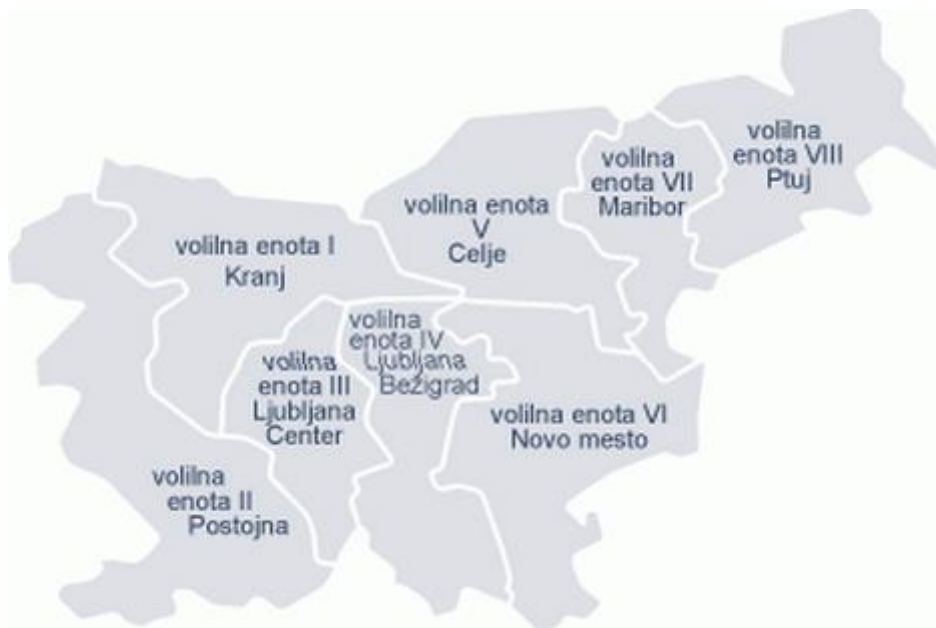 volilna enota I
Kranj
volilna
enota II
Postojna
volilna
enota III
Ljubljana
Center
volilna
enota IV
Ljubljana
Bežigrad
volilna enota
V
Celje
volilna enota VI
Novo mesto
volilna
enota VII
Maribor
volilna
enota VIII
Ptuj